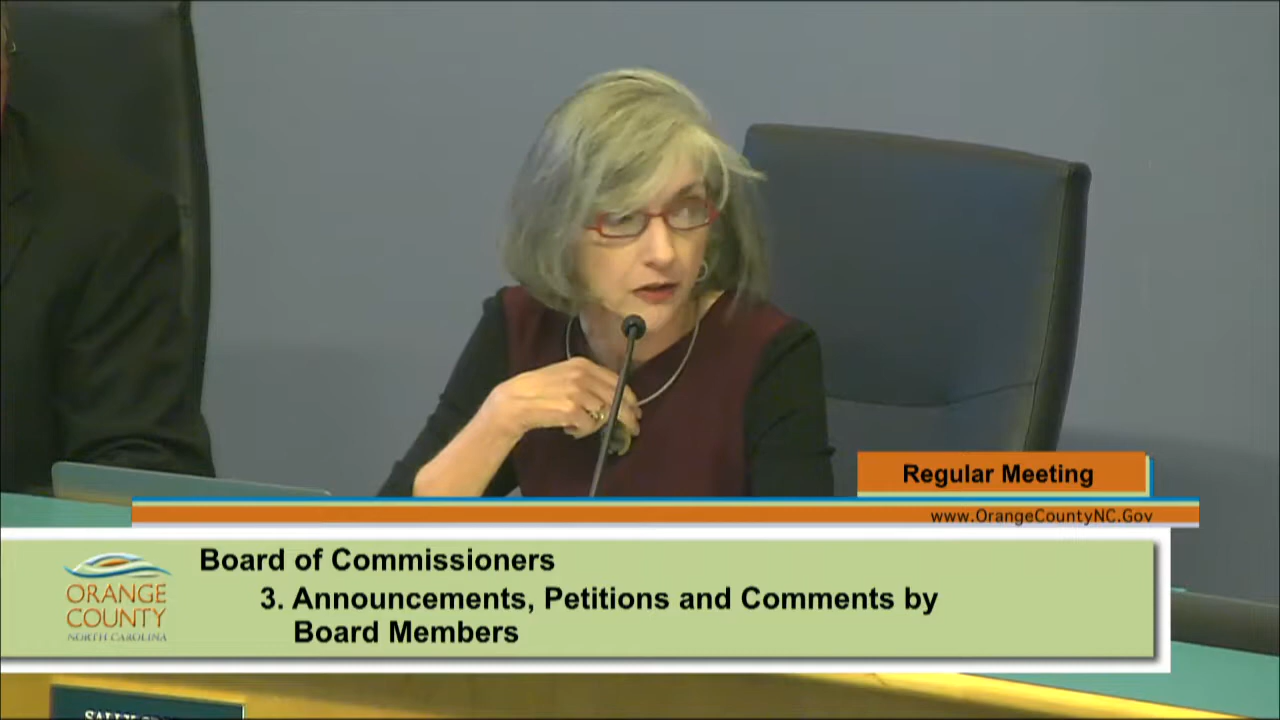 Regular Meeting
www.OrangeCountyNC.Gov
Board of Commissioners
3. Announcements, Petitions and Comments by
Board Members
ORANGE
COUNTY
NORTH CAROLINA